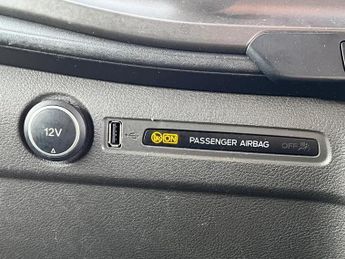 12V
ON PASSENGER AIRBAG OFF